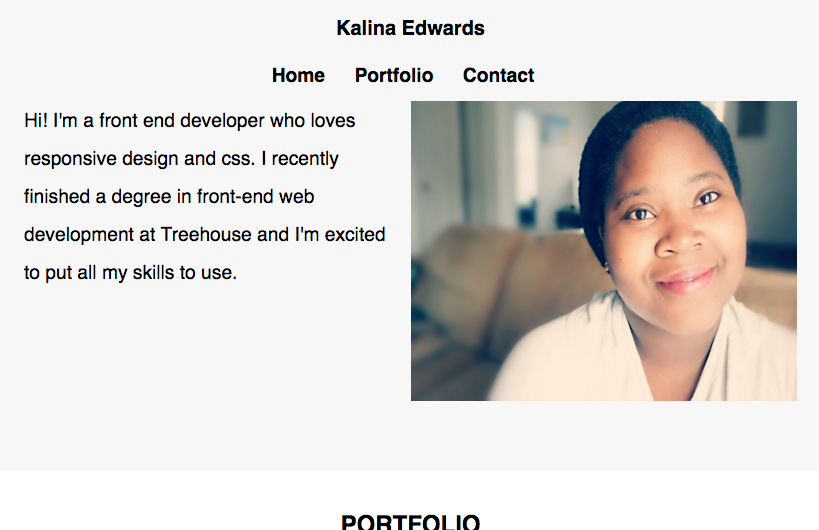 Kalina Edwards
Home Portfolio Contact
Hi! I'm a front end developer who loves
responsive design and css. I recently
finished a degree in front-end web
development at Treehouse and I'm excited
to put all my skills to use.
PORTFOLIO